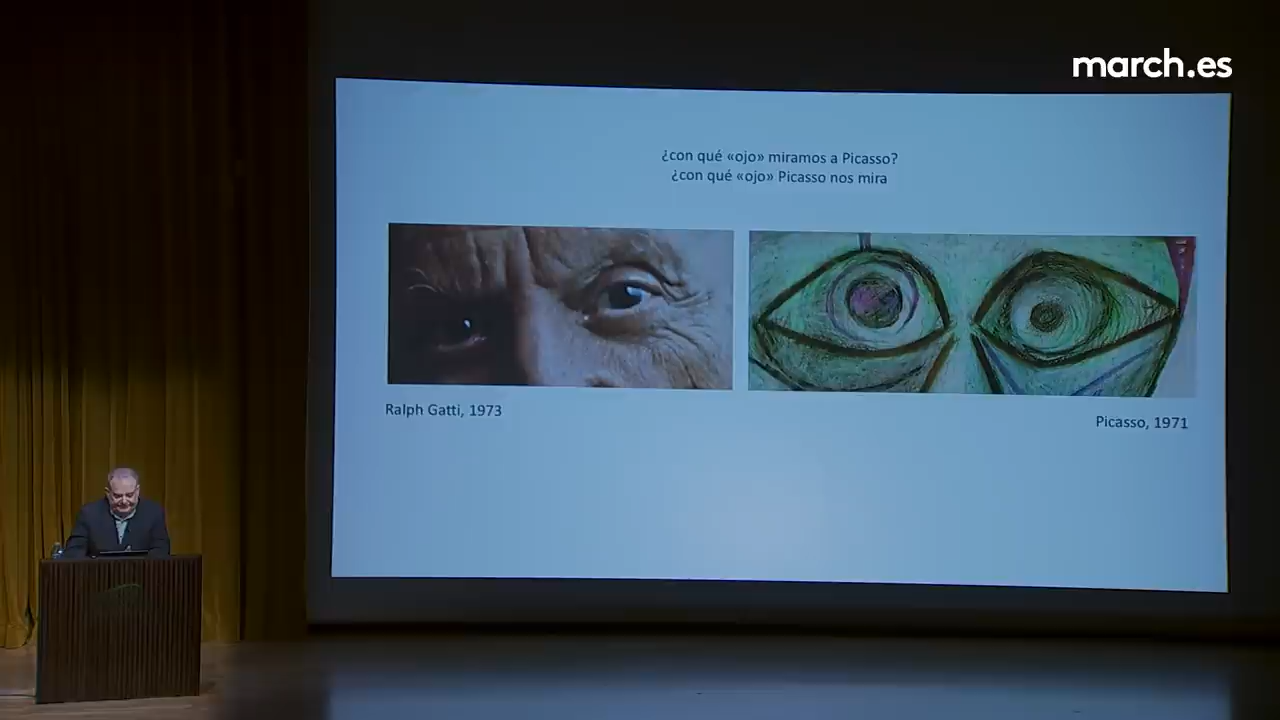 march.es
¿con qué «ojo» miramos a Picasso?
¿con qué «ojo» Picasso nos mira
Ralph Gatti, 1973
Picasso, 1971